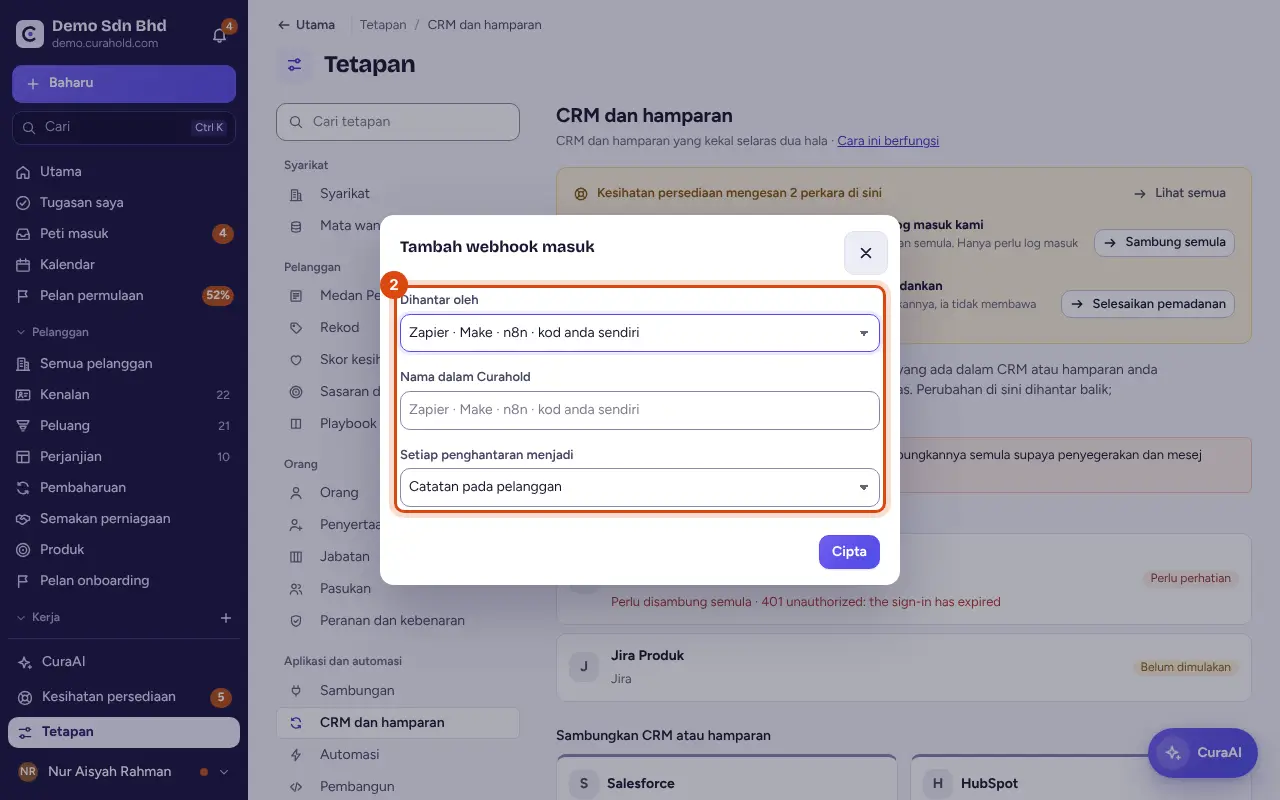 Demo Sdn Bhd
demo.curahold.com
4
Baharu
Cari
Ctrl K
Utama
Tugasan saya
Peti masuk
4
Kalendar
Pelan permulaan
52%
Pelanggan
Semua pelanggan
Kenalan
22
Peluang
21
Perjanjian
10
Pembaharuan
Semakan perniagaan
Produk
Pelan onboarding
Kerja
CuraAI
Kesihatan persediaan
5
Tetapan
NR
Nur Aisyah Rahman
Utama
Tetapan / CRM dan hamparan
Tetapan
Cari tetapan
Syarikat
Syarikat
Mata wan
Pelanggan
Medan Pe
Rekod
Skor kesih
Sasaran d
Playbook
Orang
Orang
Penyertaa
Jabatan
Pasukan
Peranan dan kebenaran
Aplikasi dan automasi
Sambungan
CRM dan hamparan
Automasi
Pembangun
CRM dan hamparan
CRM dan hamparan yang kekal selaras dua hala · Cara ini berfungsi
Kesihatan persediaan mengesan 2 perkara di sini
Lihat semua
og masuk kami
an semula. Hanya perlu log masuk
Sambung semula
dankan
kannya, ia tidak membawa
Selesaikan pemadanan
yang ada dalam CRM atau hamparan anda
as. Perubahan di sini dihantar balik;
bungkannya semula supaya penyegerakan dan mesej
Perlu perhatian
Perlu disambung semula · 401 unauthorized: the sign-in has expired
J
Jira Produk
Jira
Belum dimulakan
Sambungkan CRM atau hamparan
S
Salesforce
H
HubSpot
CuraAI
Tambah webhook masuk
2
Dihantar oleh
Zapier · Make · n8n · kod anda sendiri
Nama dalam Curahold
Zapier · Make · n8n · kod anda sendiri
Setiap penghantaran menjadi
Catatan pada pelanggan
Cipta